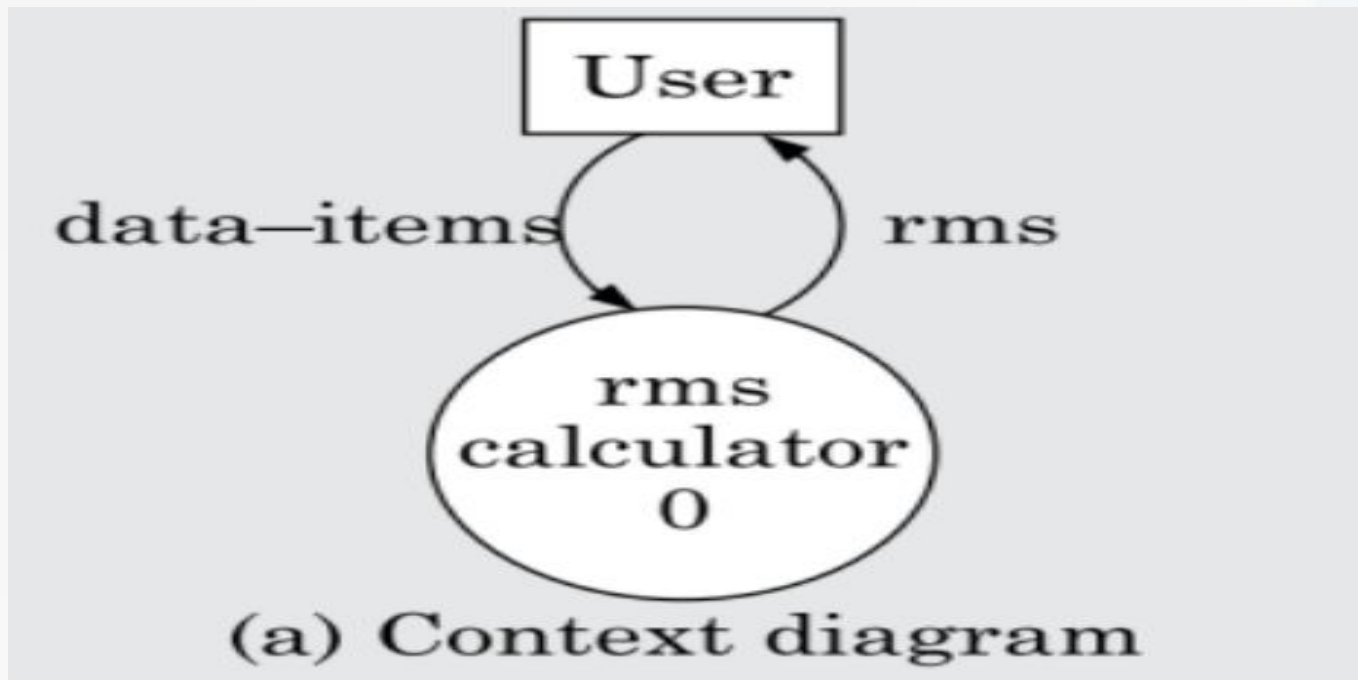 User
data–items
rms
rms
calculator
0
(a) Context diagram